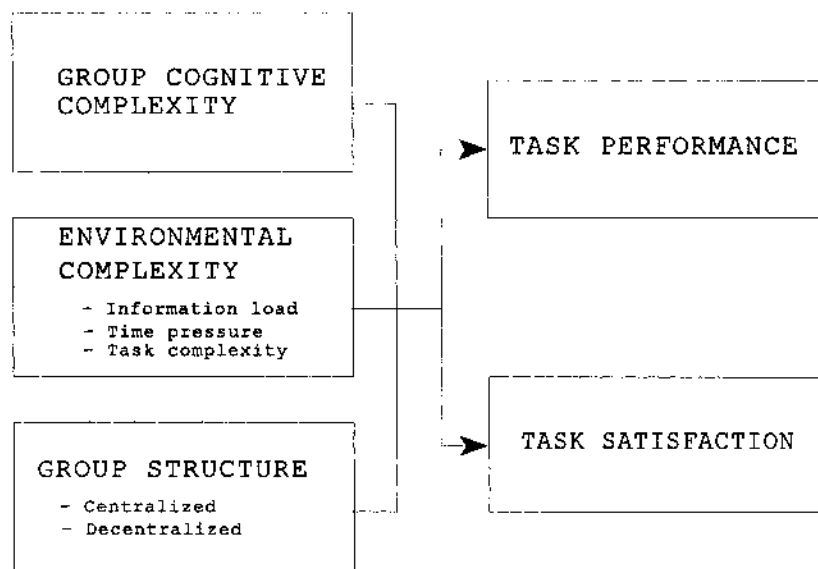 GROUP COGNITIVE
COMPLEXITY
ENVIRONMENTAL
COMPLEXITY
- Information load
- Time pressure
- Task complexity
GROUP STRUCTURE
- Centralized
- Decentralized
TASK PERFORMANCE
TASK SATISFACTION